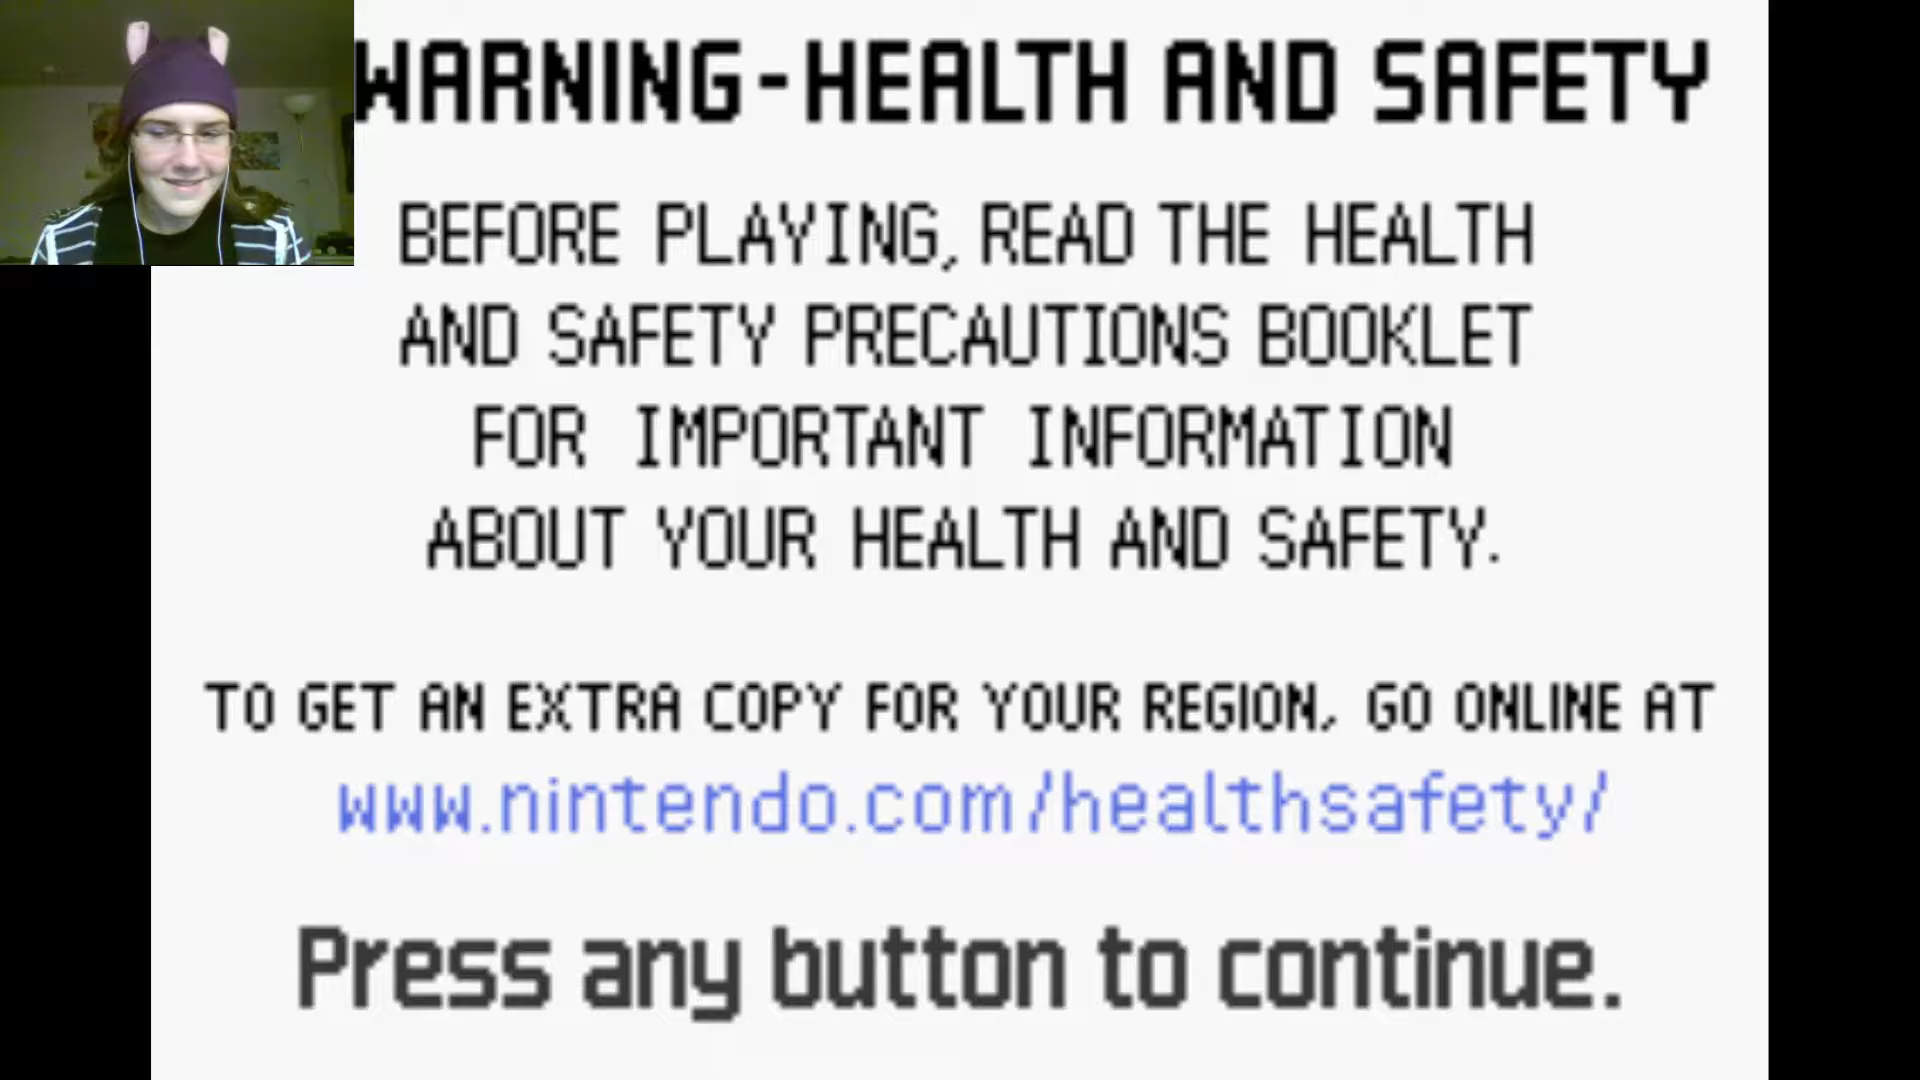 WARNING-HEALTH AND SAFETY
BEFORE PLAYING, READ THE HEALTH
AND SAFETY PRECAUTIONS BOOKLET
FOR IMPORTANT INFORMATION
ABOUT YOUR HEALTH AND SAFETY.
TO GET AN EXTRA COPY FOR YOUR REGION, GO ONLINE AT
www.nintendo.com/healthsafety/
Press any button to continue.